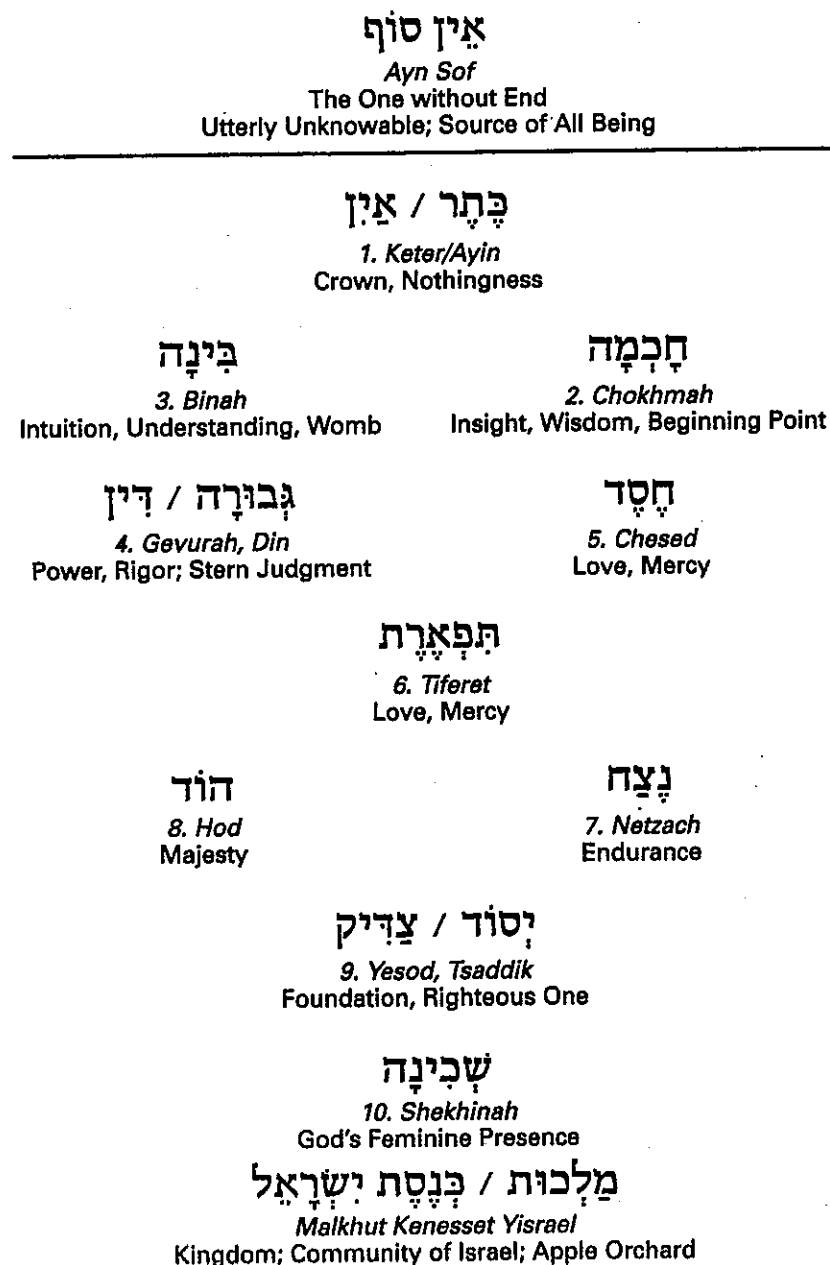 אֵין סוֹף
Ayn Sof
The One without End
Utterly Unknowable; Source of All Being
כֶּתֶר / אַיִן
1. Keter/Ayin
Crown, Nothingness
בִּינָה
3. Binah
Intuition, Understanding, Womb
חָכְמָה
2. Chokhmah
Insight, Wisdom, Beginning Point
גְּבוּרָה / דִּין
4. Gevurah, Din
Power, Rigor; Stern Judgment
חֶסֶד
5. Chesed
Love, Mercy
תִּפְאֶרֶת
6. Tiferet
Love, Mercy
הוֹד
8. Hod
Majesty
נֶצַח
7. Netzach
Endurance
יְסוֹד / צַדִּיק
9. Yesod, Tsaddik
Foundation, Righteous One
שְׁכִינָה
10. Shekhinah
God's Feminine Presence
מַלְכוּת / כְּנֶסֶת יִשְׂרָאֵל
Malkhut Kenesset Yisrael
Kingdom; Community of Israel; Apple Orchard